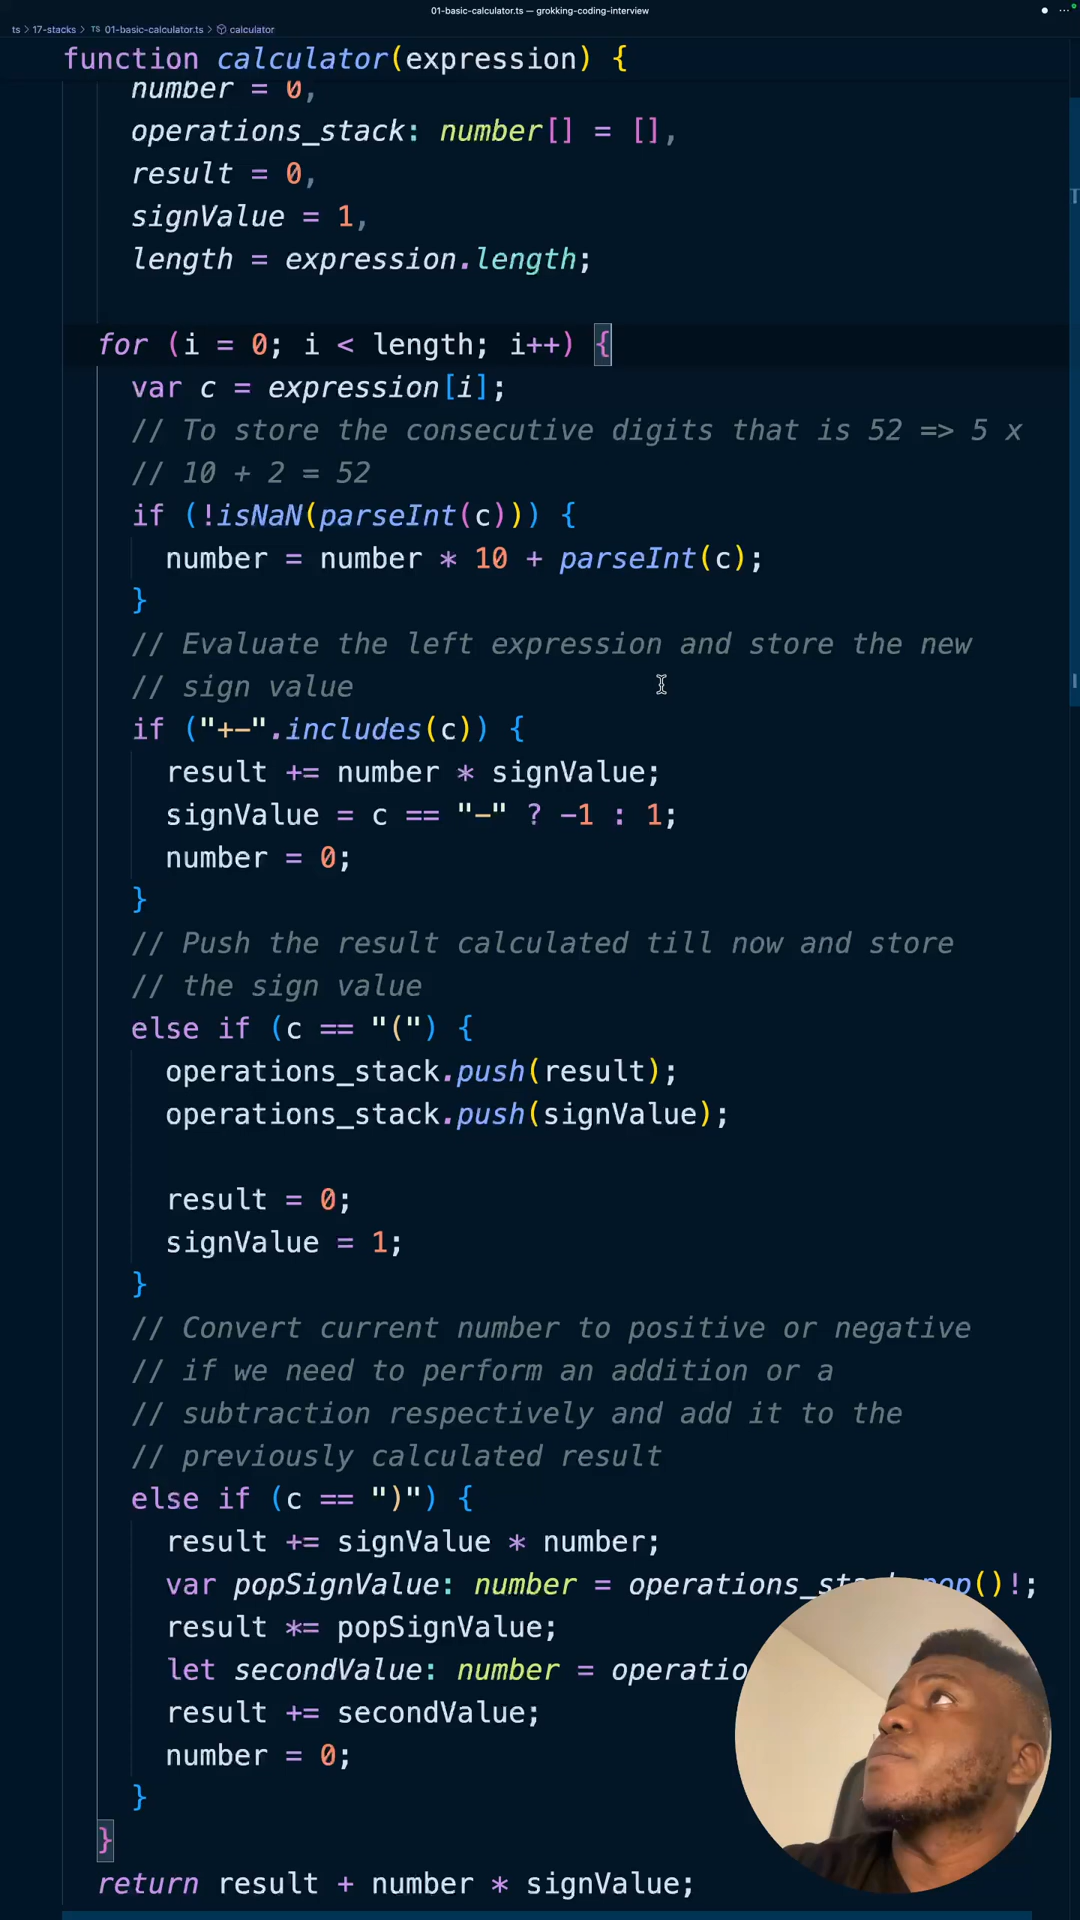 01-basic-calculator.ts — grokking-coding-interview
ts > 17-stacks > TS 01-basic-calculator.ts > calculator
function calculator(expression) {
number = 0,
operations_stack: number[] = [],
result = 0,
signValue = 1,
length = expression.length;
for (i = 0; i < length; i++) {
var c = expression[i];
// To store the consecutive digits that is 52 => 5 x
// 10 + 2 = 52
if (!isNaN(parseInt(c))) {
number = number * 10 + parseInt(c);
}
// Evaluate the left expression and store the new
// sign value
if ("+-".includes(c)) {
result += number * signValue;
signValue = c == "-" ? -1 : 1;
number = 0;
}
// Push the result calculated till now and store
// the sign value
else if (c == "(") {
operations_stack.push(result);
operations_stack.push(signValue);
result = 0;
signValue = 1;
}
// Convert current number to positive or negative
// if we need to perform an addition or a
// subtraction respectively and add it to the
// previously calculated result
else if (c == ")") {
result += signValue * number;
var popSignValue: number = operations_stack.pop()!;
result *= popSignValue;
let secondValue: number = operatio
result += secondValue;
number = 0;
}
}
return result + number * signValue;